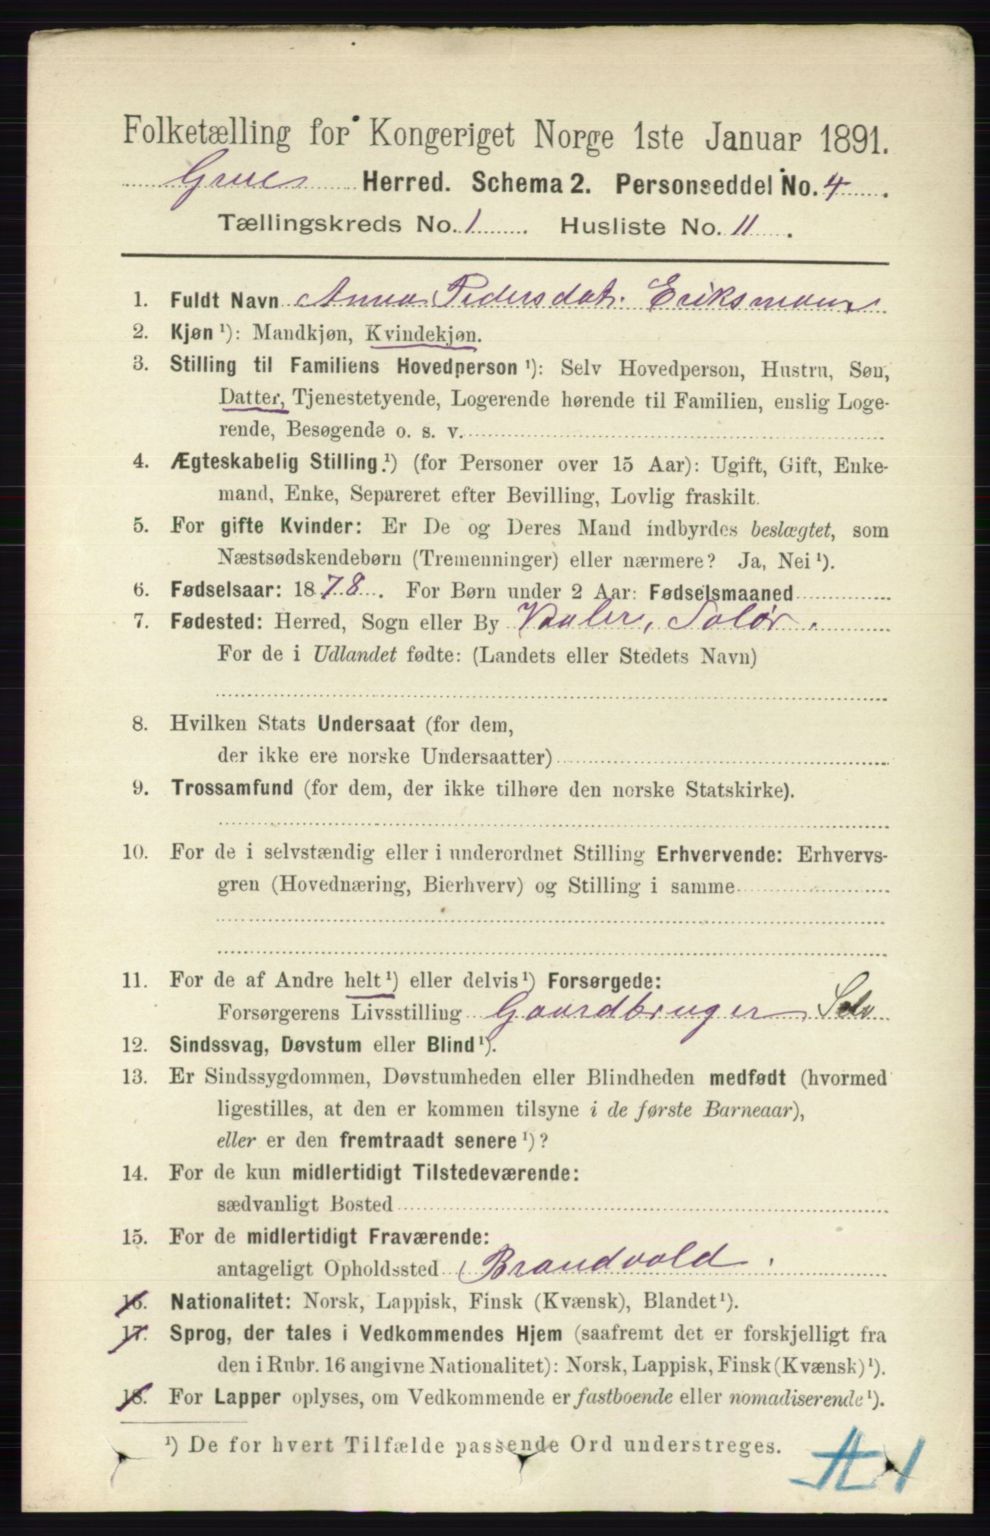 Folketælling for Kongeriget Norge 1ste Januar 1891.
Grue Herred. Schema 2. Personseddel No. 4.
Tællingskreds No. 1 Husliste No. 11.
1. Fuldt Navn Anna Pedersdat. Eriksmoen
2. Kjøn ¹): Mandkjøn, Kvindekjøn.
3. Stilling til Familiens Hovedperson ¹): Selv Hovedperson, Hustru, Søn,
Datter, Tjenestetyende, Logerende hørende til Familien, enslig Loge-
rende, Besøgende o. s. v.
4. Ægteskabelig Stilling.¹) (for Personer over 15 Aar): Ugift, Gift, Enke-
mand, Enke, Separeret efter Bevilling, Lovlig fraskilt.
5. For gifte Kvinder: Er De og Deres Mand indbyrdes beslægtet, som
Næstsødskendebørn (Tremenninger) eller nærmere? Ja, Nei ¹).
6. Fødselsaar: 1878. For Børn under 2 Aar: Fødselsmaaned
7. Fødested: Herred, Sogn eller By Vaaler, Solør.
For de i Udlandet fødte: (Landets eller Stedets Navn)
8. Hvilken Stats Undersaat (for dem,
der ikke ere norske Undersaatter)
9. Trossamfund (for dem, der ikke tilhøre den norske Statskirke).
10. For de i selvstændig eller i underordnet Stilling Erhvervende: Erhvervs-
gren (Hovednæring, Bierhverv) og Stilling i samme
11. For de af Andre helt ¹) eller delvis ¹) Forsørgede:
Forsørgerens Livsstilling Gaardbruger Selv
12. Sindssvag, Døvstum eller Blind ¹).
13. Er Sindssygdommen, Døvstumheden eller Blindheden medfødt (hvormed
ligestilles, at den er kommen tilsyne i de første Barneaar),
eller er den fremtraadt senere ¹)?
14. For de kun midlertidigt Tilstedeværende:
sædvanligt Bosted
15. For de midlertidigt Fraværende:
antageligt Opholdssted Brandvold.
16. Nationalitet: Norsk, Lappisk, Finsk (Kvænsk), Blandet ¹).
17. Sprog, der tales i Vedkommendes Hjem (saafremt det er forskjelligt fra
den i Rubr. 16 angivne Nationalitet): Norsk, Lappisk, Finsk (Kvænsk) ¹).
18. For Lapper oplyses, om Vedkommende er fastboende eller nomadiserende ¹).
¹) De for hvert Tilfælde passende Ord understreges.